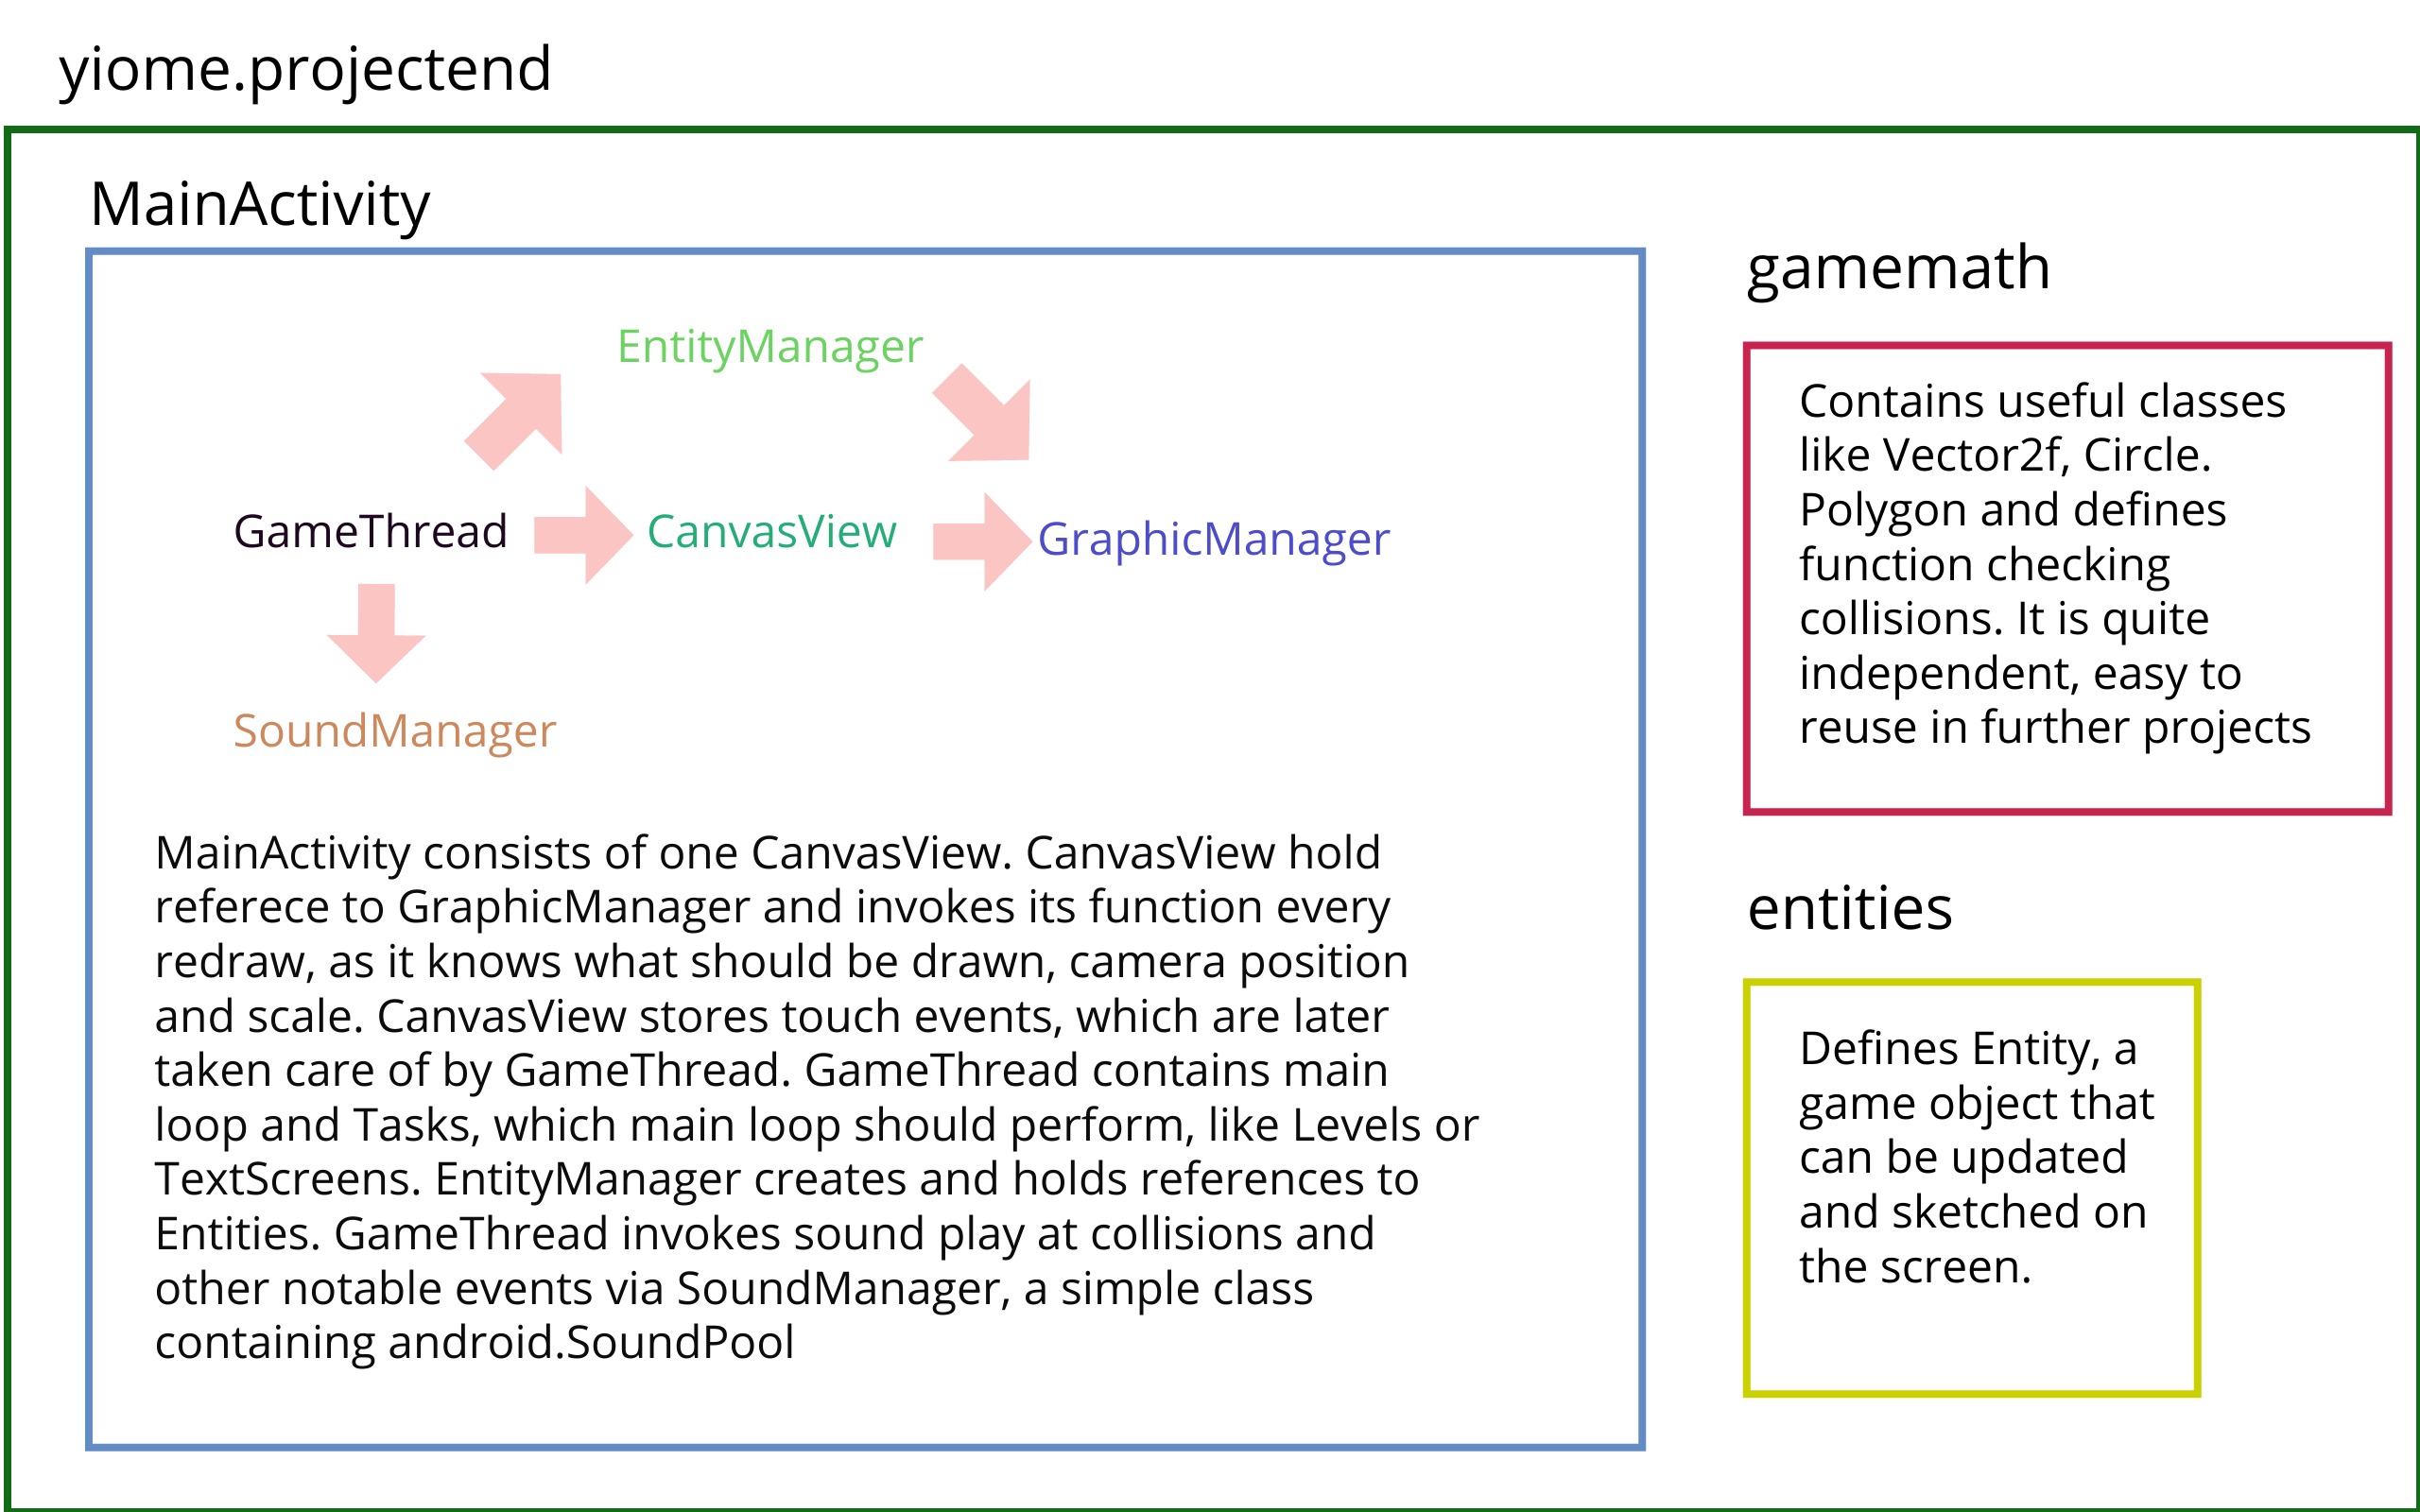 yiome.projectend
MainActivity
EntityManager
GameThread
CanvasView
GraphicManager
SoundManager
MainActivity consists of one CanvasView. CanvasView hold
referece to GraphicManager and invokes its function every
redraw, as it knows what should be drawn, camera position
and scale. CanvasView stores touch events, which are later
taken care of by GameThread. GameThread contains main
loop and Tasks, which main loop should perform, like Levels or
TextScreens. EntityManager creates and holds references to
Entities. GameThread invokes sound play at collisions and
other notable events via SoundManager, a simple class
containing android.SoundPool
gamemath
Contains useful classes
like Vector2f, Circle.
Polygon and defines
function checking
collisions. It is quite
independent, easy to
reuse in further projects
entities
Defines Entity, a
game object that
can be updated
and sketched on
the screen.